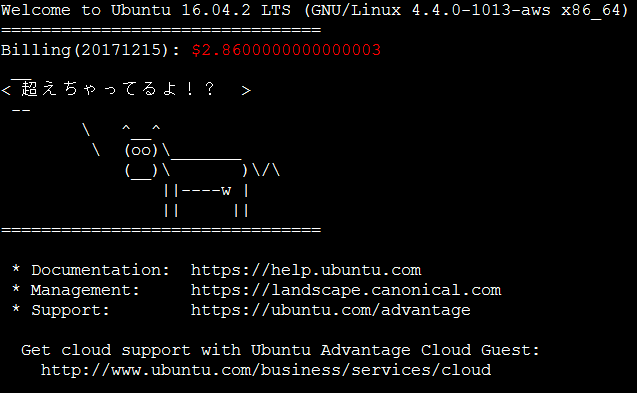 Welcome to Ubuntu 16.04.2 LTS (GNU/Linux 4.4.0-1013-aws x86_64)
================================
Billing(20171215): $2.8600000000000003
 __
< 超えちゃってるよ！？  >
 --
        \   ^__^
         \  (oo)\_______
            (__)\       )\/\
                ||----w |
                ||     ||
================================
 * Documentation:  https://help.ubuntu.com
 * Management:     https://landscape.canonical.com
 * Support:        https://ubuntu.com/advantage
  Get cloud support with Ubuntu Advantage Cloud Guest:
    http://www.ubuntu.com/business/services/cloud